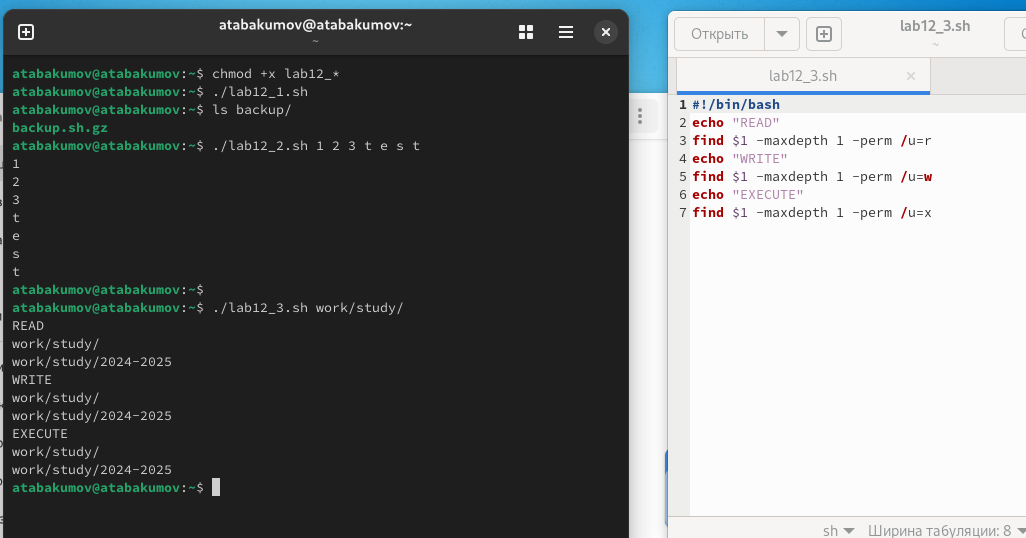 atabakumov@atabakumov:~
~
atabakumov@atabakumov:~$ chmod +x lab12_*
atabakumov@atabakumov:~$ ./lab12_1.sh
atabakumov@atabakumov:~$ ls backup/
backup.sh.gz
atabakumov@atabakumov:~$ ./lab12_2.sh 1 2 3 t e s t
1
2
3
t
e
s
t
atabakumov@atabakumov:~$
atabakumov@atabakumov:~$ ./lab12_3.sh work/study/
READ
work/study/
work/study/2024-2025
WRITE
work/study/
work/study/2024-2025
EXECUTE
work/study/
work/study/2024-2025
atabakumov@atabakumov:~$
Открыть
lab12_3.sh
~
lab12_3.sh
1 #!/bin/bash
2 echo "READ"
3 find $1 -maxdepth 1 -perm /u=r
4 echo "WRITE"
5 find $1 -maxdepth 1 -perm /u=w
6 echo "EXECUTE"
7 find $1 -maxdepth 1 -perm /u=x
sh
Ширина табуляции: 8